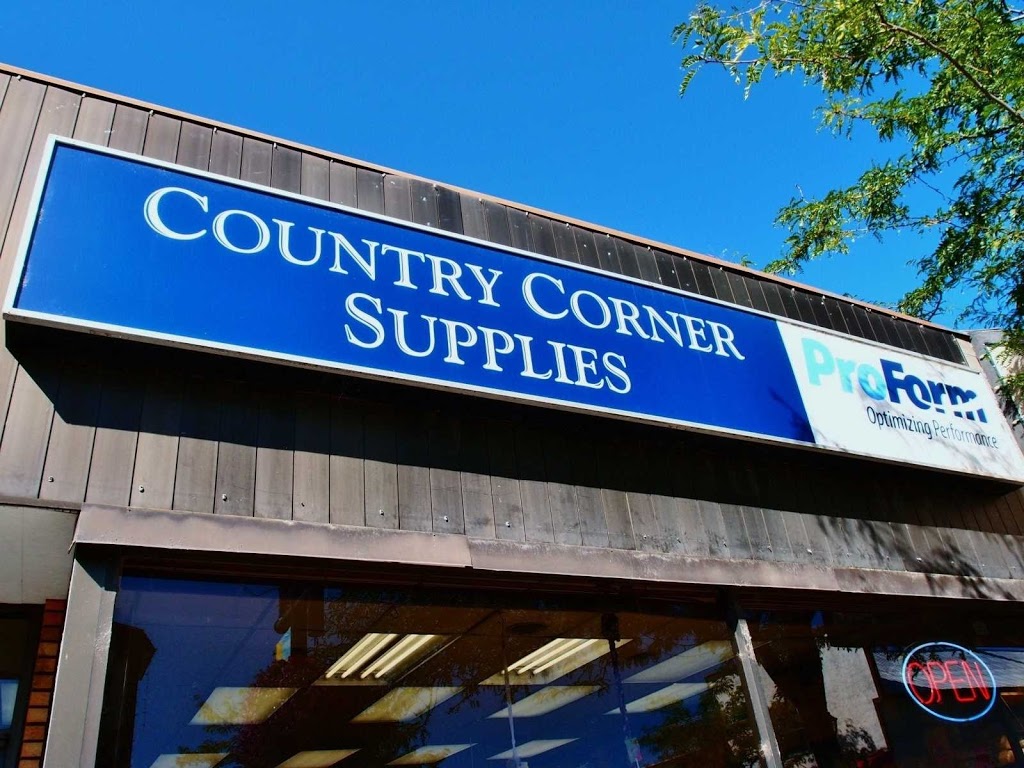 COUNTRY CORNER
SUPPLIES
ProForm
Optimizing Performance
OPEN